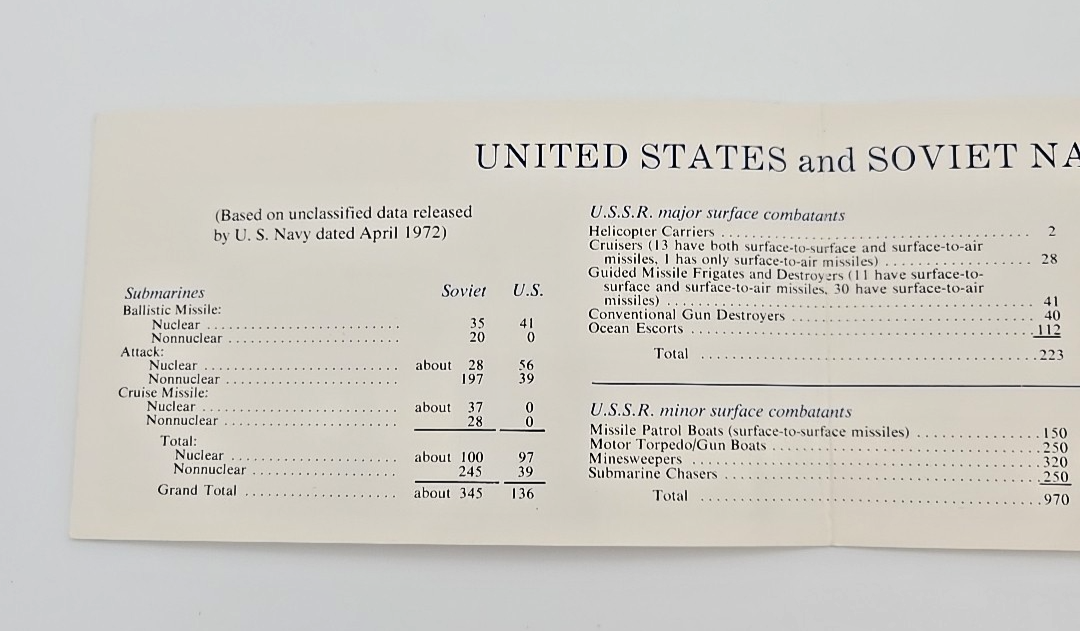 UNITED STATES and SOVIET NA
(Based on unclassified data released
by U. S. Navy dated April 1972)
Submarines Soviet U.S.
Ballistic Missile:
Nuclear ........................ 35 41
Nonnuclear ..................... 20 0
Attack:
Nuclear ........................ about 28 56
Nonnuclear ..................... 197 39
Cruise Missile:
Nuclear ........................ about 37 0
Nonnuclear ..................... 28 0
Total:
Nuclear ..................... about 100 97
Nonnuclear .................. 245 39
Grand Total ................... about 345 136
U.S.S.R. major surface combatants
Helicopter Carriers ...................................... 2
Cruisers (13 have both surface-to-surface and surface-to-air
missiles, 1 has only surface-to-air missiles) .................. 28
Guided Missile Frigates and Destroyers (11 have surface-to-
surface and surface-to-air missiles, 30 have surface-to-air
missiles) .............................................. 41
Conventional Gun Destroyers .............................. 40
Ocean Escorts ............................................ 112
Total .......................................... 223
U.S.S.R. minor surface combatants
Missile Patrol Boats (surface-to-surface missiles) ............... 150
Motor Torpedo/Gun Boats ................................. 250
Minesweepers ............................................ 320
Submarine Chasers ....................................... 250
Total .......................................... 970